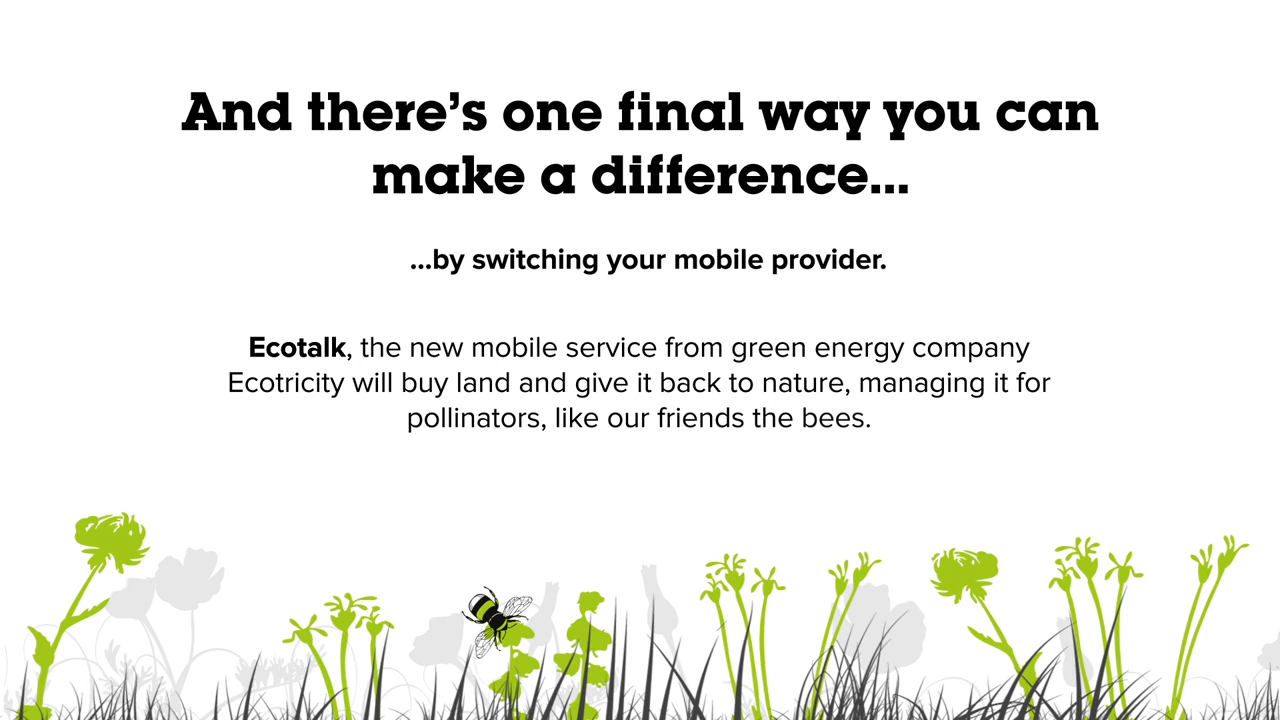 And there’s one final way you can
make a difference...
...by switching your mobile provider.
Ecotalk, the new mobile service from green energy company
Ecotricity will buy land and give it back to nature, managing it for
pollinators, like our friends the bees.